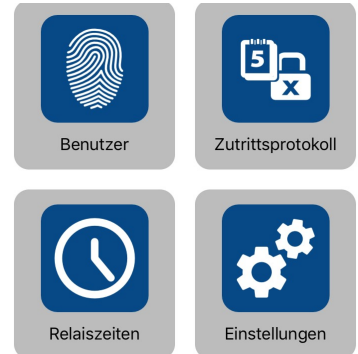 5
X
Benutzer
Zutrittsprotokoll
Relaiszeiten
Einstellungen